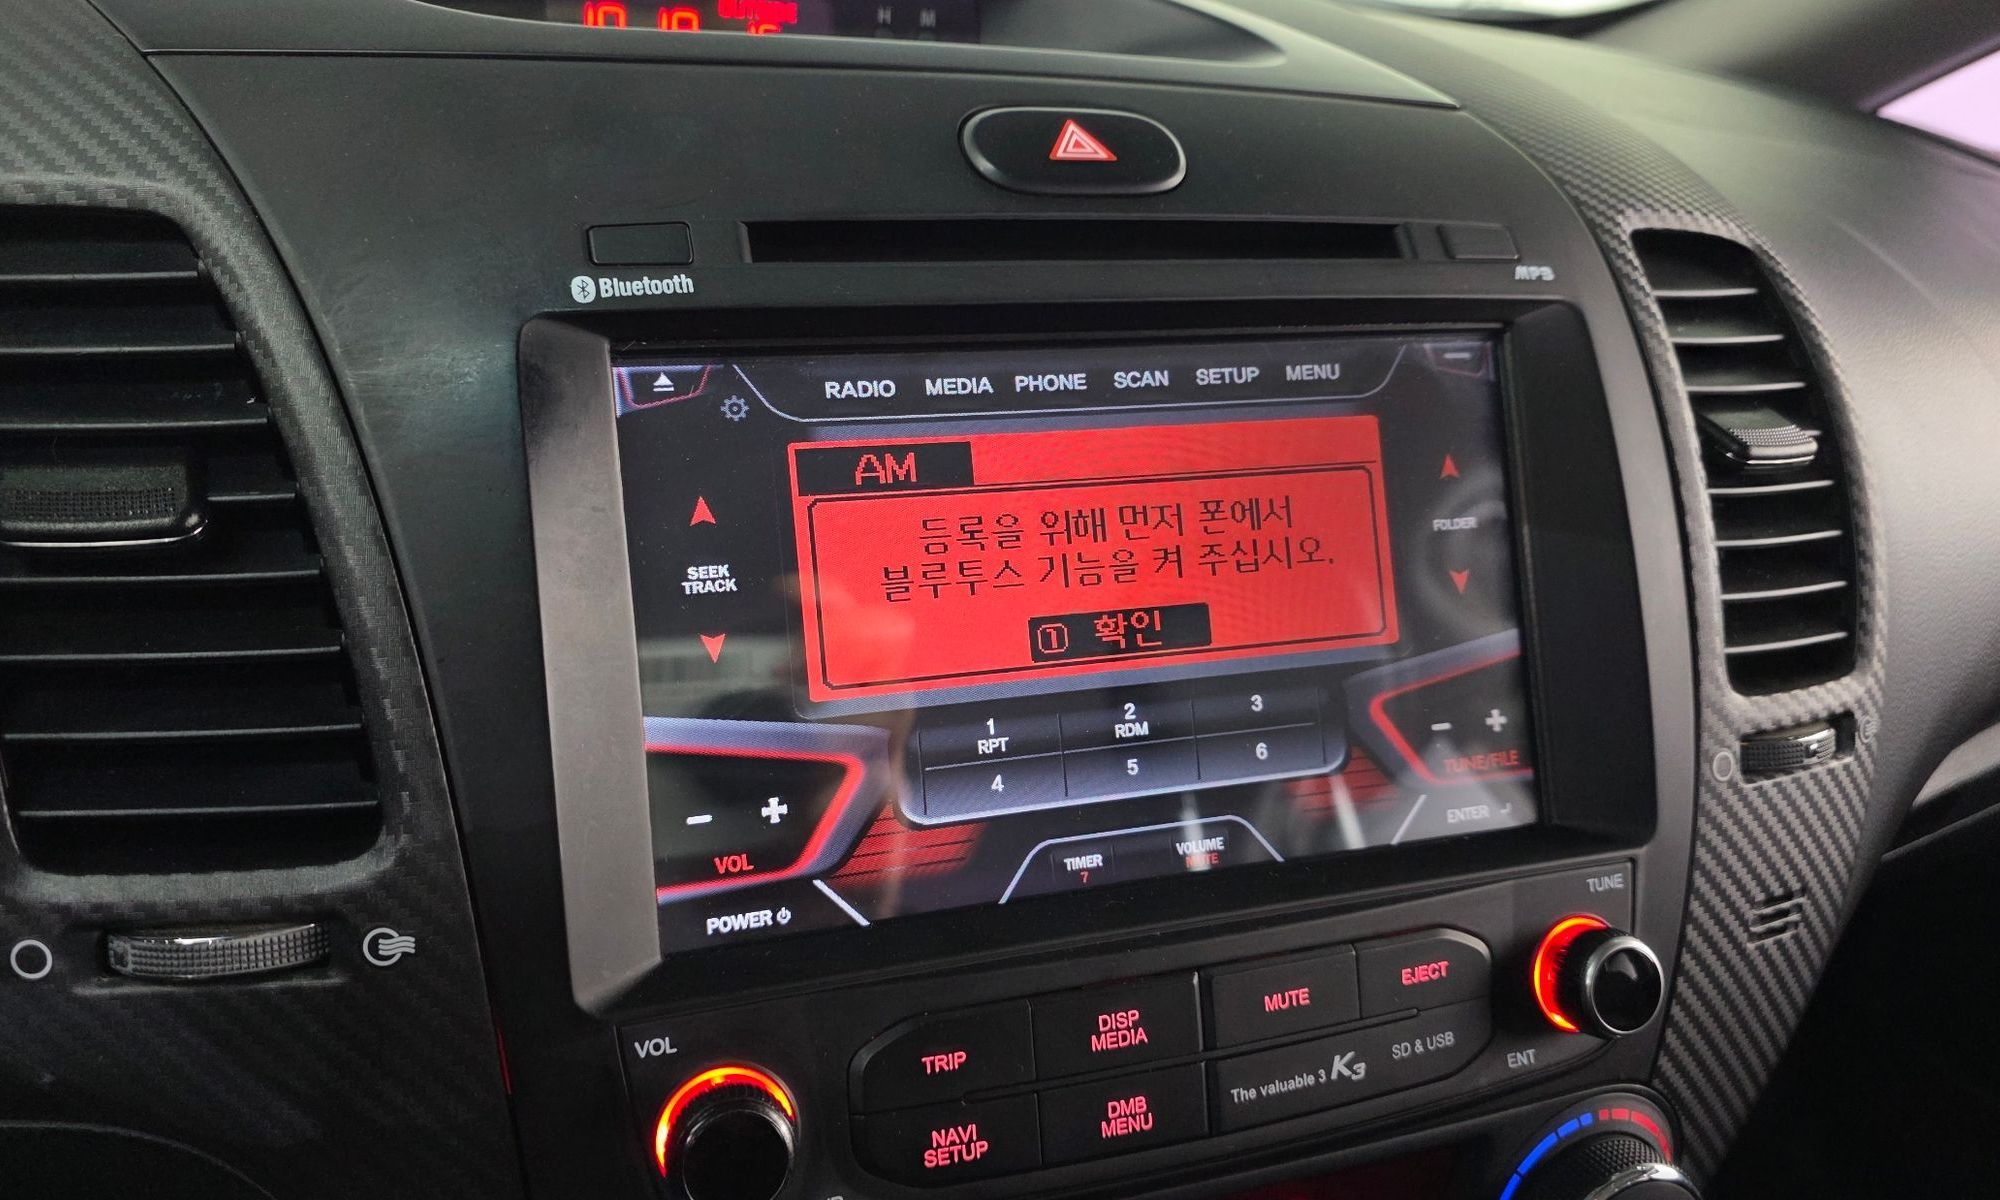 OUTSIDE
H M
Bluetooth
MP3
RADIO MEDIA PHONE SCAN SETUP MENU
AM
등록을 위해 먼저 폰에서
블루투스 기능을 켜 주십시오.
① 확인
SEEK
TRACK
FOLDER
1 2 3
RPT RDM
4 5 6
- +
VOL
- +
TUNE/FILE
ENTER
TIMER
7
VOLUME
MUTE
POWER
TUNE
VOL
TRIP
DISP
MEDIA
MUTE
EJECT
NAVI
SETUP
DMB
MENU
The valuable 3 K3
SD & USB
ENT